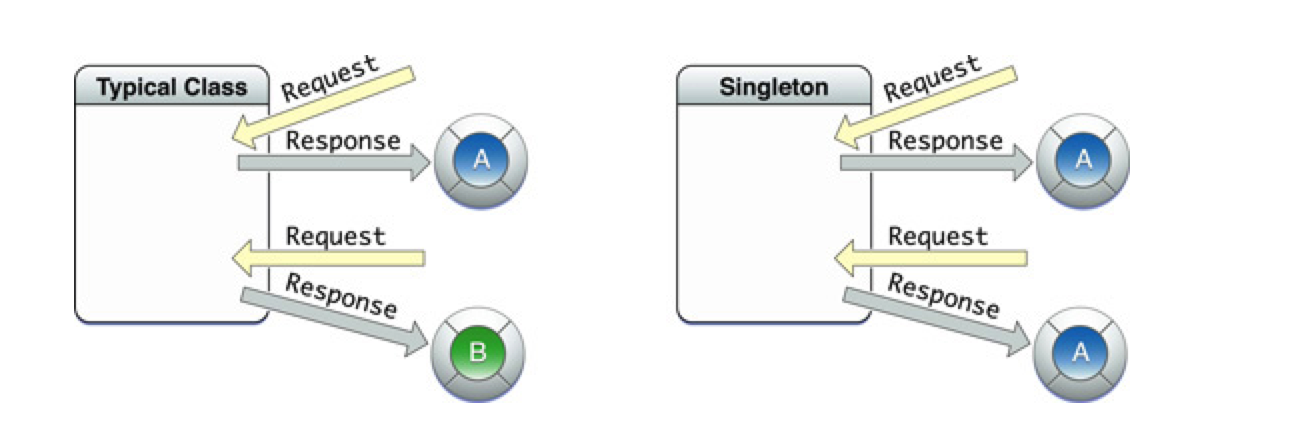 Typical Class
Request
Response
A
Request
Response
B
Singleton
Request
Response
A
Request
Response
A